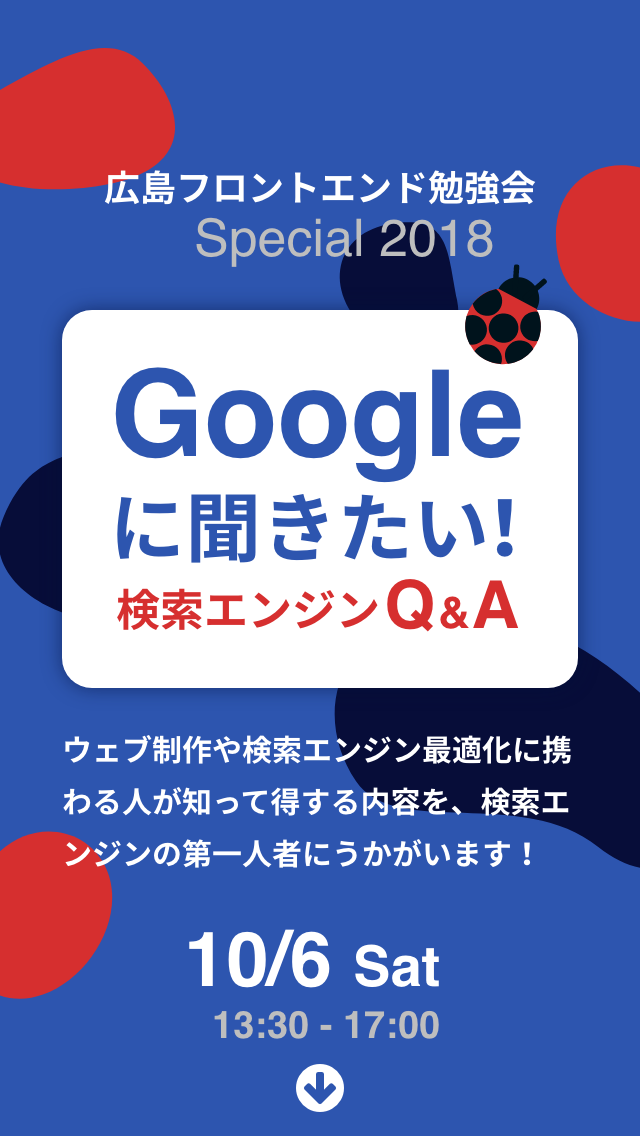 広島フロントエンド勉強会
Special 2018
Google
に聞きたい!
検索エンジンQ&A
ウェブ制作や検索エンジン最適化に携
わる人が知って得する内容を、検索エ
ンジンの第一人者にうかがいます！
10/6 Sat
13:30 - 17:00